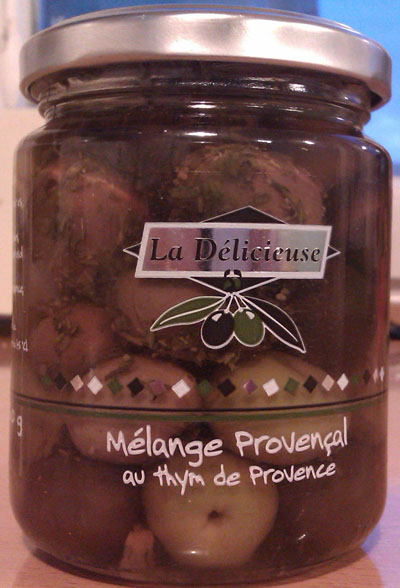 La Délicieuse
Mélange Provençal
au thym de Provence
g